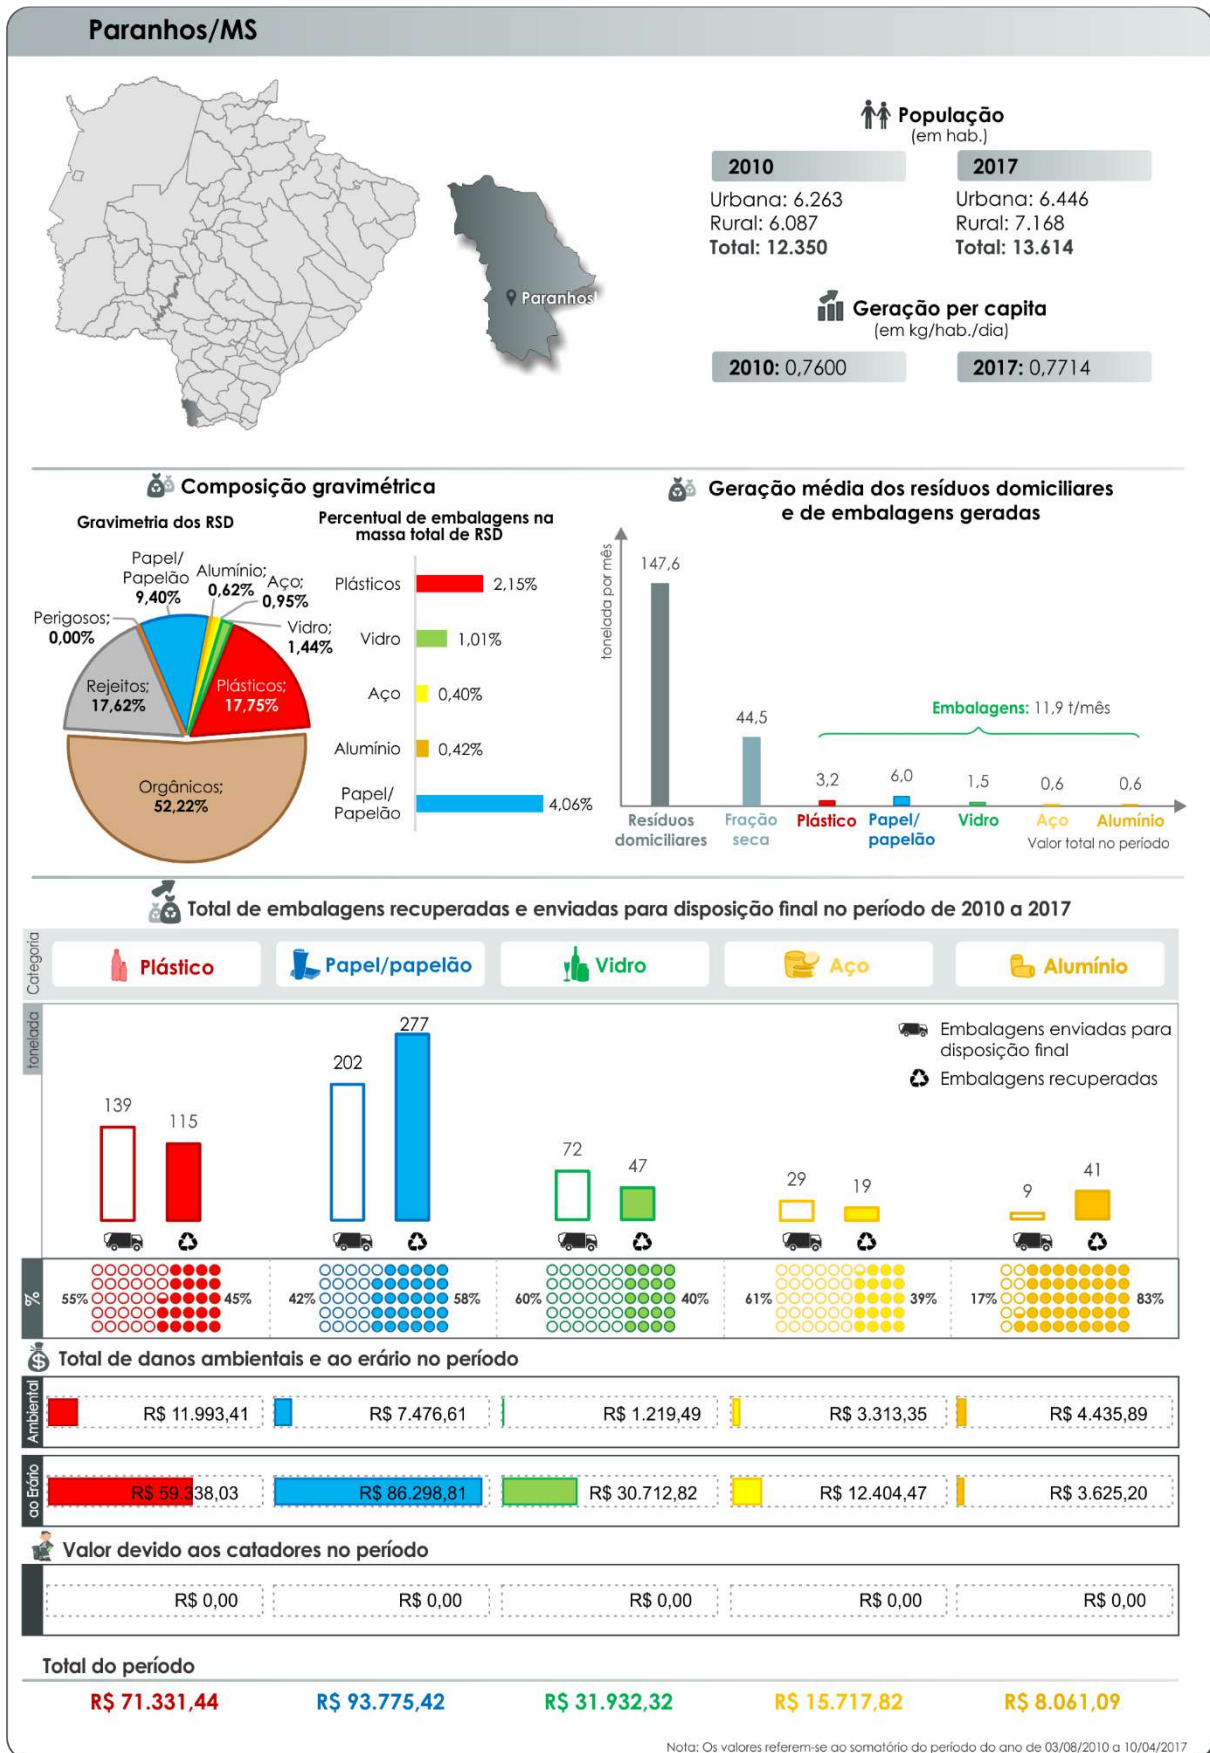 Paranhos/MS
População
(em hab.)
2010
2017
Urbana: 6.263
Rural: 6.087
Total: 12.350
Urbana: 6.446
Rural: 7.168
Total: 13.614
Paranhos
Geração per capita
(em kg/hab./dia)
2010: 0,7600
2017: 0,7714
Composição gravimétrica
Gravimetria dos RSD
Papel/
Papelão
9,40%
Alumínio;
0,62%
Aço;
0,95%
Vidro;
1,44%
Perigosos;
0,00%
Rejeitos;
17,62%
Plásticos;
17,75%
Orgânicos;
52,22%
Percentual de embalagens na
massa total de RSD
Plásticos
2,15%
Vidro
1,01%
Aço
0,40%
Alumínio
0,42%
Papel/
Papelão
4,06%
Geração média dos resíduos domiciliares
e de embalagens geradas
tonelada por mês
147,6
44,5
Embalagens: 11,9 t/mês
3,2
6,0
1,5
0,6
0,6
Resíduos
domiciliares
Fração
seca
Plástico
Papel/
papelão
Vidro
Aço
Alumínio
Valor total no período
Total de embalagens recuperadas e enviadas para disposição final no período de 2010 a 2017
Categoria
Plástico
Papel/papelão
Vidro
Aço
Alumínio
tonelada
139
115
202
277
72
47
29
19
9
41
Embalagens enviadas para
disposição final
Embalagens recuperadas
%
55%
45%
42%
58%
60%
40%
61%
39%
17%
83%
Total de danos ambientais e ao erário no período
Ambiental
R$ 11.993,41
R$ 7.476,61
R$ 1.219,49
R$ 3.313,35
R$ 4.435,89
ao Erário
R$ 59.338,03
R$ 86.298,81
R$ 30.712,82
R$ 12.404,47
R$ 3.625,20
Valor devido aos catadores no período
R$ 0,00
R$ 0,00
R$ 0,00
R$ 0,00
R$ 0,00
Total do período
R$ 71.331,44
R$ 93.775,42
R$ 31.932,32
R$ 15.717,82
R$ 8.061,09
Nota: Os valores referem-se ao somatório do período do ano de 03/08/2010 a 10/04/2017